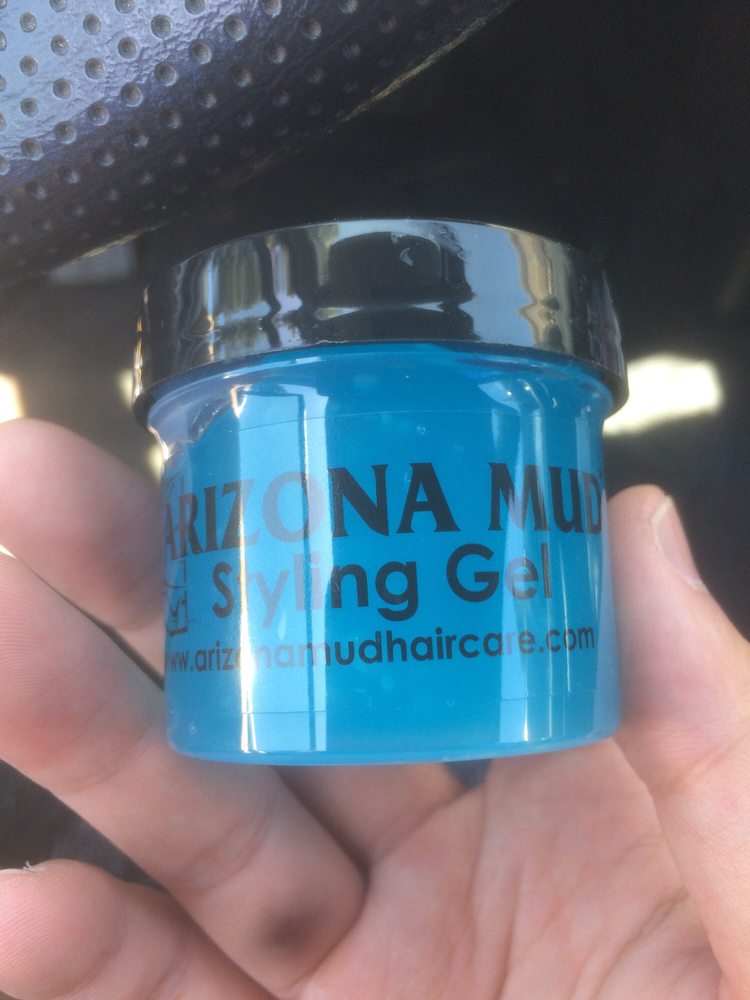 ARIZONA MUD
Styling Gel
www.arizonamudhaircare.com